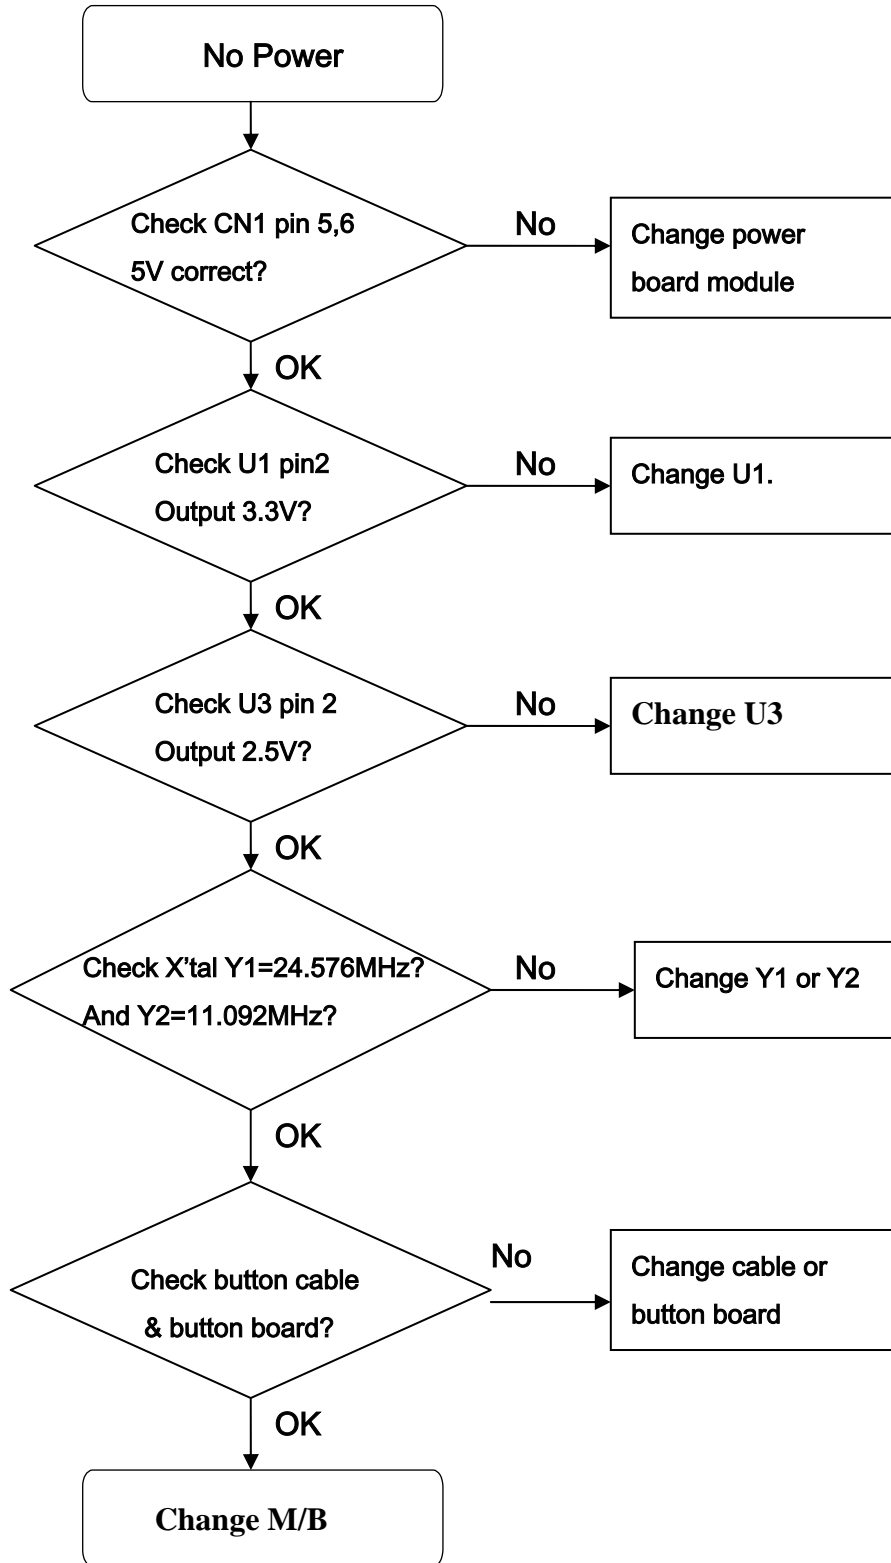 No Power
Check CN1 pin 5,6
5V correct?
No
Change power
board module
OK
Check U1 pin2
Output 3.3V?
No
Change U1.
OK
Check U3 pin 2
Output 2.5V?
No
Change U3
OK
Check X’tal Y1=24.576MHz?
And Y2=11.092MHz?
No
Change Y1 or Y2
OK
Check button cable
& button board?
No
Change cable or
button board
OK
Change M/B